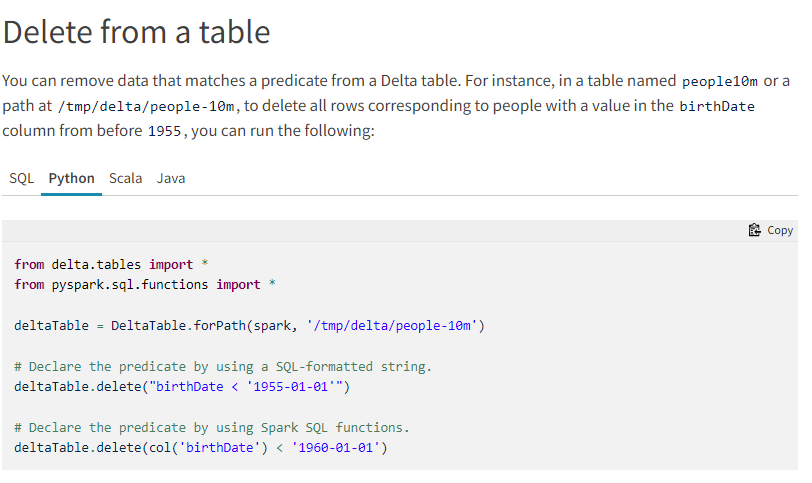 Delete from a table
You can remove data that matches a predicate from a Delta table. For instance, in a table named people10m or a
path at /tmp/delta/people-10m, to delete all rows corresponding to people with a value in the birthDate
column from before 1955, you can run the following:
SQL Python Scala Java
Copy
from delta.tables import *
from pyspark.sql.functions import *
deltaTable = DeltaTable.forPath(spark, '/tmp/delta/people-10m')
# Declare the predicate by using a SQL-formatted string.
deltaTable.delete("birthDate < '1955-01-01'")
# Declare the predicate by using Spark SQL functions.
deltaTable.delete(col('birthDate') < '1960-01-01')